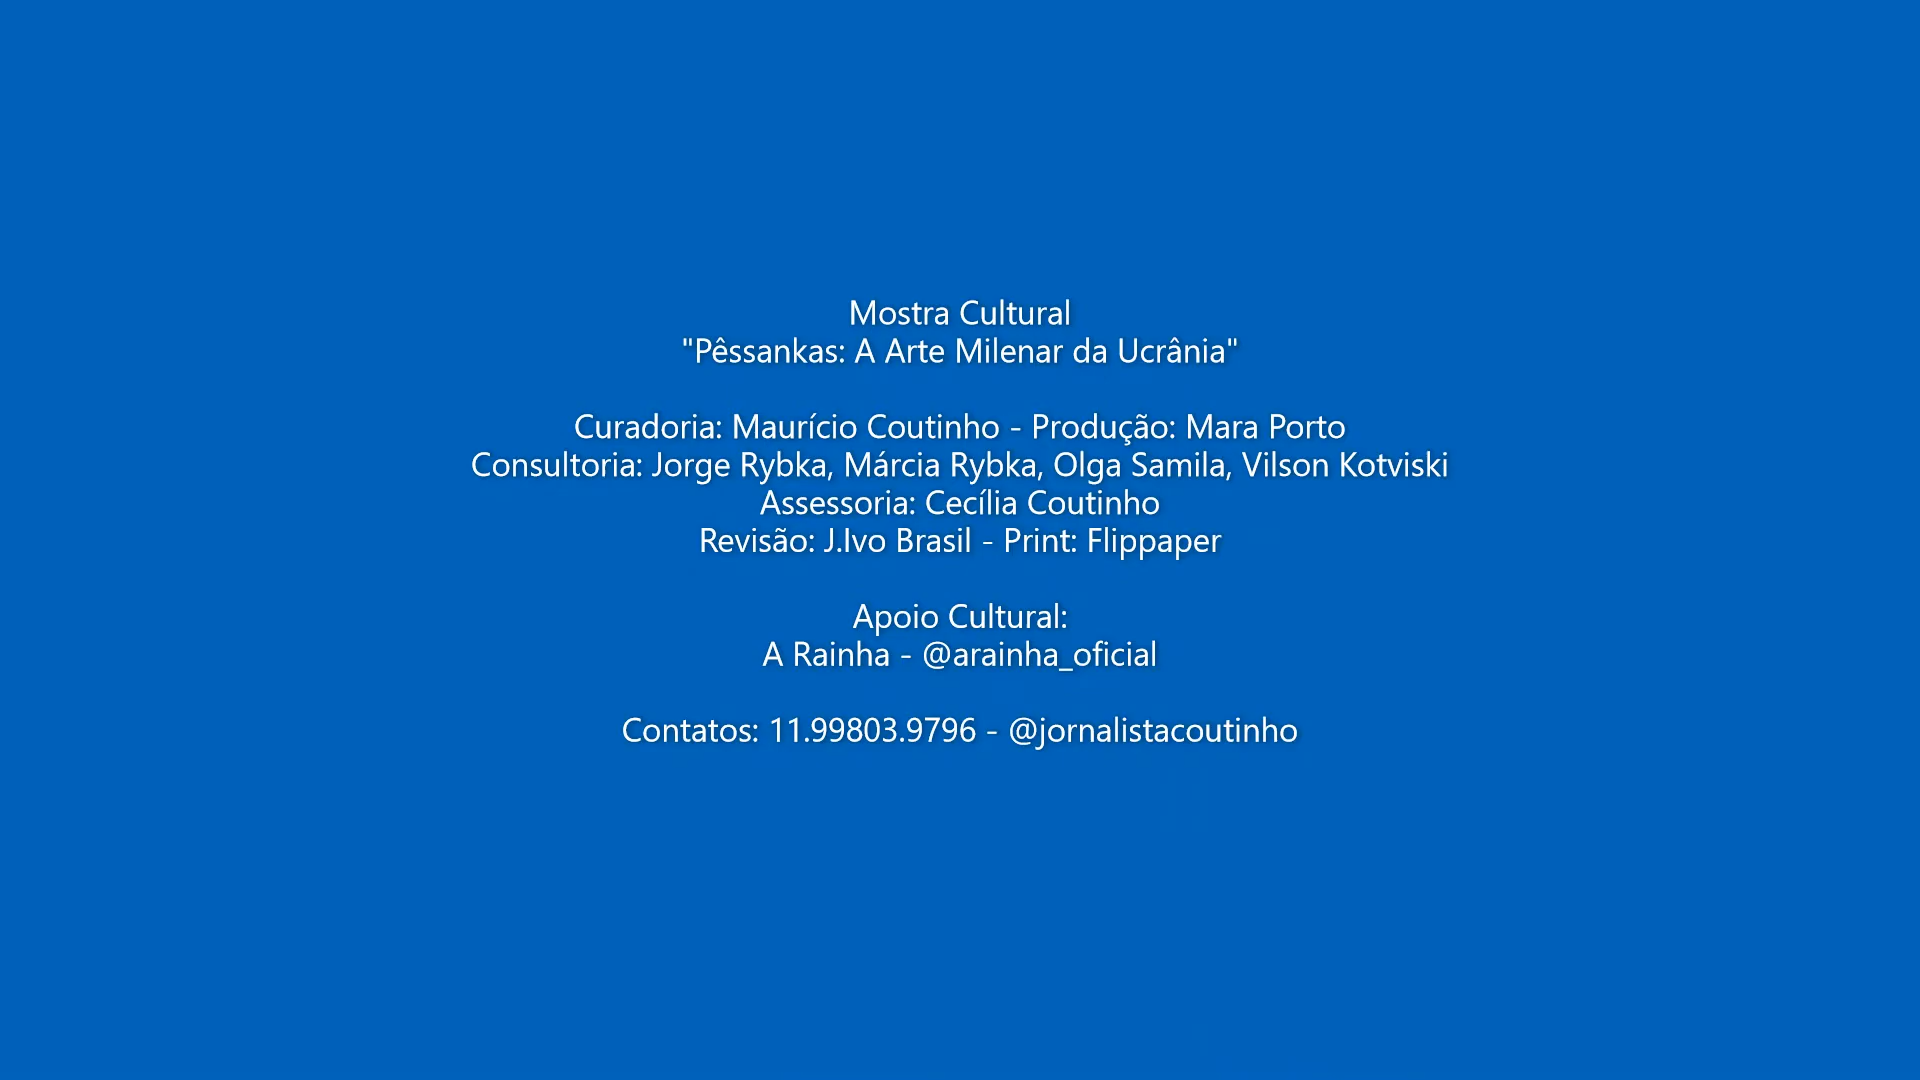 Mostra Cultural
"Pêssankas: A Arte Milenar da Ucrânia"
Curadoria: Maurício Coutinho - Produção: Mara Porto
Consultoria: Jorge Rybka, Márcia Rybka, Olga Samila, Vilson Kotviski
Assessoria: Cecília Coutinho
Revisão: J.Ivo Brasil - Print: Flippaper
Apoio Cultural:
A Rainha - @arainha_oficial
Contatos: 11.99803.9796 - @jornalistacoutinho